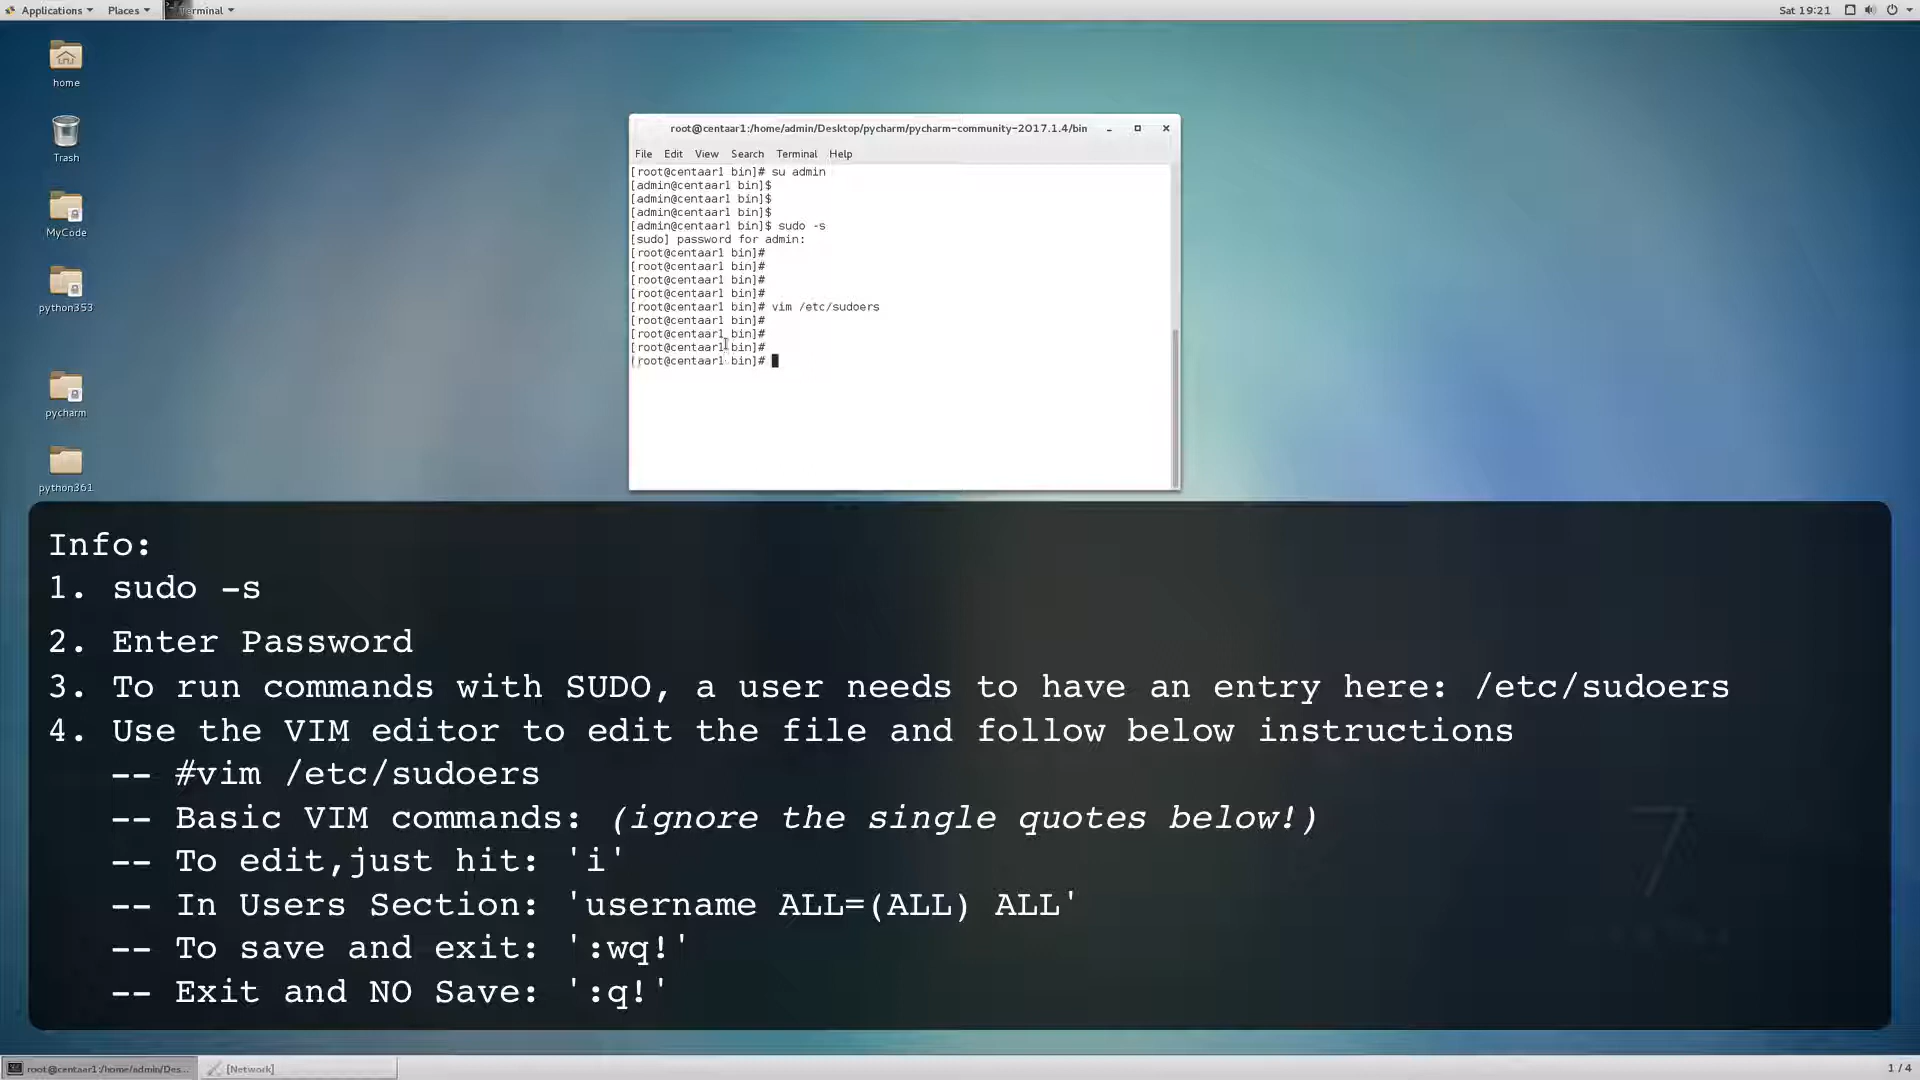 Applications
Places
Terminal
Sat 19:21
home
Trash
MyCode
python353
pycharm
python361
root@centaar1:/home/admin/Desktop/pycharm/pycharm-community-2017.1.4/bin
File Edit View Search Terminal Help
[root@centaar1 bin]# su admin
[admin@centaar1 bin]$
[admin@centaar1 bin]$
[admin@centaar1 bin]$
[admin@centaar1 bin]$ sudo -s
[sudo] password for admin:
[root@centaar1 bin]#
[root@centaar1 bin]#
[root@centaar1 bin]#
[root@centaar1 bin]#
[root@centaar1 bin]# vim /etc/sudoers
[root@centaar1 bin]#
[root@centaar1 bin]#
[root@centaar1 bin]#
[root@centaar1 bin]#
Info:
1. sudo -s
2. Enter Password
3. To run commands with SUDO, a user needs to have an entry here: /etc/sudoers
4. Use the VIM editor to edit the file and follow below instructions
-- #vim /etc/sudoers
-- Basic VIM commands: (ignore the single quotes below!)
-- To edit,just hit: 'i'
-- In Users Section: 'username ALL=(ALL) ALL'
-- To save and exit: ':wq!'
-- Exit and NO Save: ':q!'
7
root@centaar1:/home/admin/Des...
[Network]
1 / 4